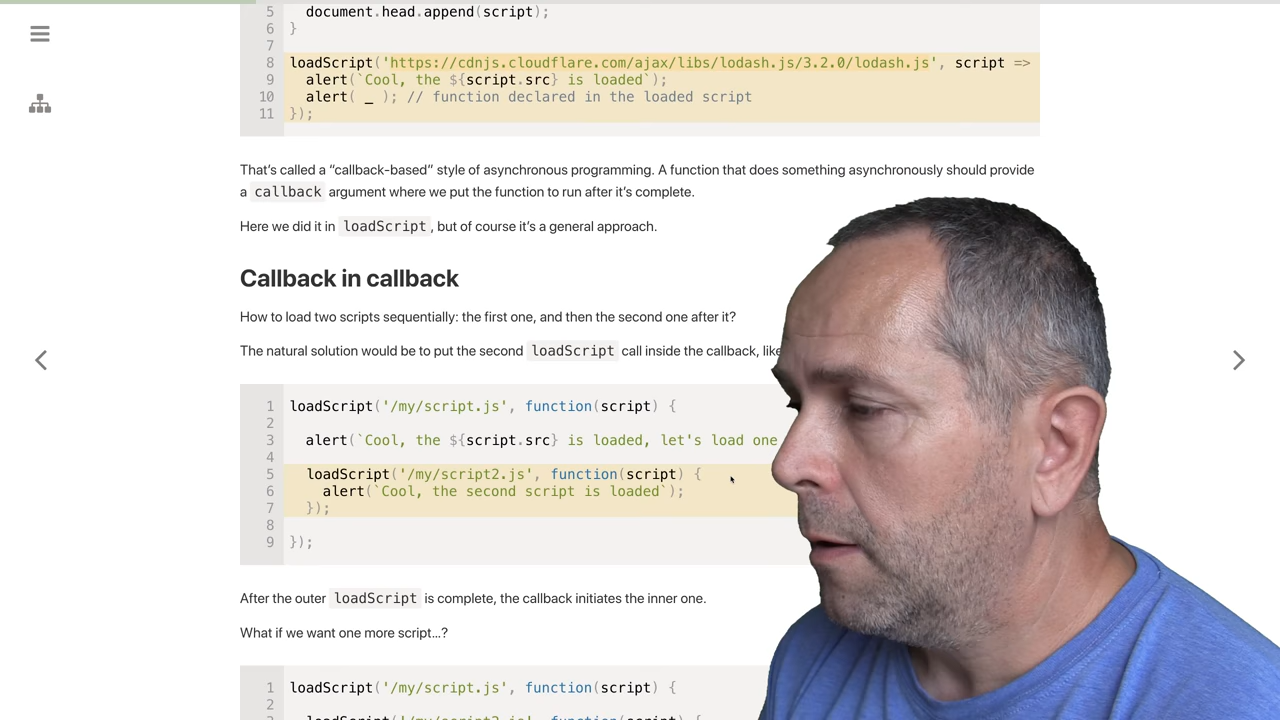 5 document.head.append(script);
6 }
7
8 loadScript('https://cdnjs.cloudflare.com/ajax/libs/lodash.js/3.2.0/lodash.js', script =>
9 alert(`Cool, the ${script.src} is loaded`);
10 alert( _ ); // function declared in the loaded script
11 });
That’s called a “callback-based” style of asynchronous programming. A function that does something asynchronously should provide
a callback argument where we put the function to run after it’s complete.
Here we did it in loadScript, but of course it’s a general approach.
Callback in callback
How to load two scripts sequentially: the first one, and then the second one after it?
The natural solution would be to put the second loadScript call inside the callback, like
1 loadScript('/my/script.js', function(script) {
2
3 alert(`Cool, the ${script.src} is loaded, let's load one
4
5 loadScript('/my/script2.js', function(script) {
6 alert(`Cool, the second script is loaded`);
7 });
8
9 });
After the outer loadScript is complete, the callback initiates the inner one.
What if we want one more script…?
1 loadScript('/my/script.js', function(script) {
2
3 loadScript('/my/script2.js', function(script) {